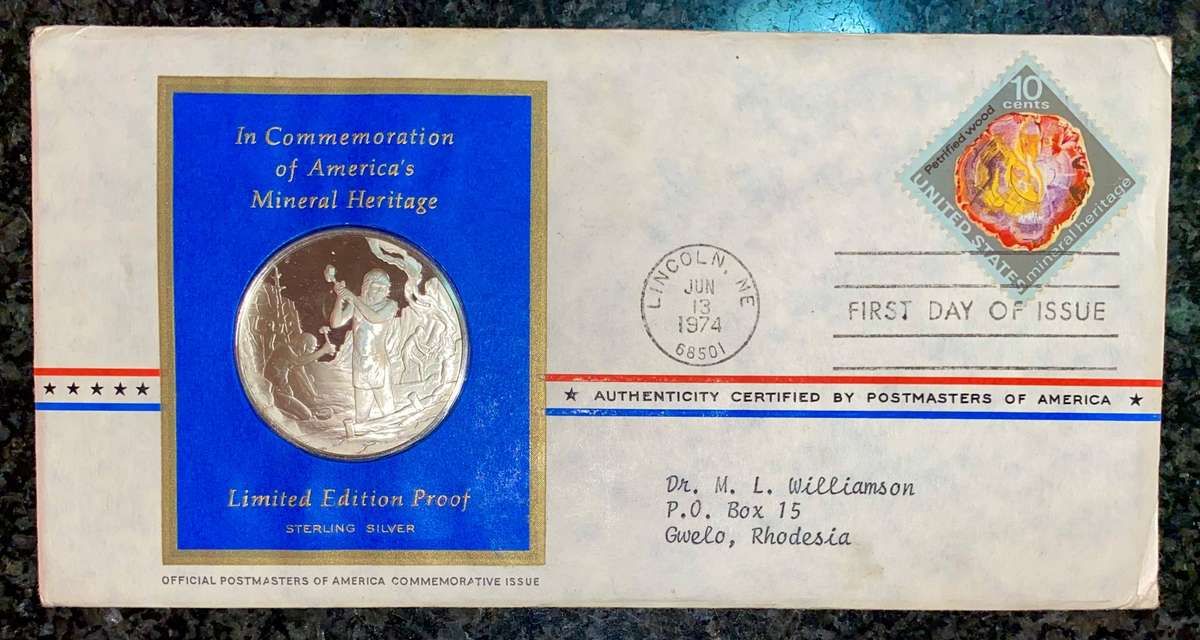 In Commemoration
of America's
Mineral Heritage
Limited Edition Proof
STERLING SILVER
OFFICIAL POSTMASTERS OF AMERICA COMMEMORATIVE ISSUE
10
cents
Petrified wood
UNITED STATES
mineral heritage
LINCOLN, NE
JUN
13
1974
68501
FIRST DAY OF ISSUE
★ ★ ★ ★ ★
★ AUTHENTICITY CERTIFIED BY POSTMASTERS OF AMERICA ★
Dr. M. L. Williamson
P.O. Box 15
Gwelo, Rhodesia